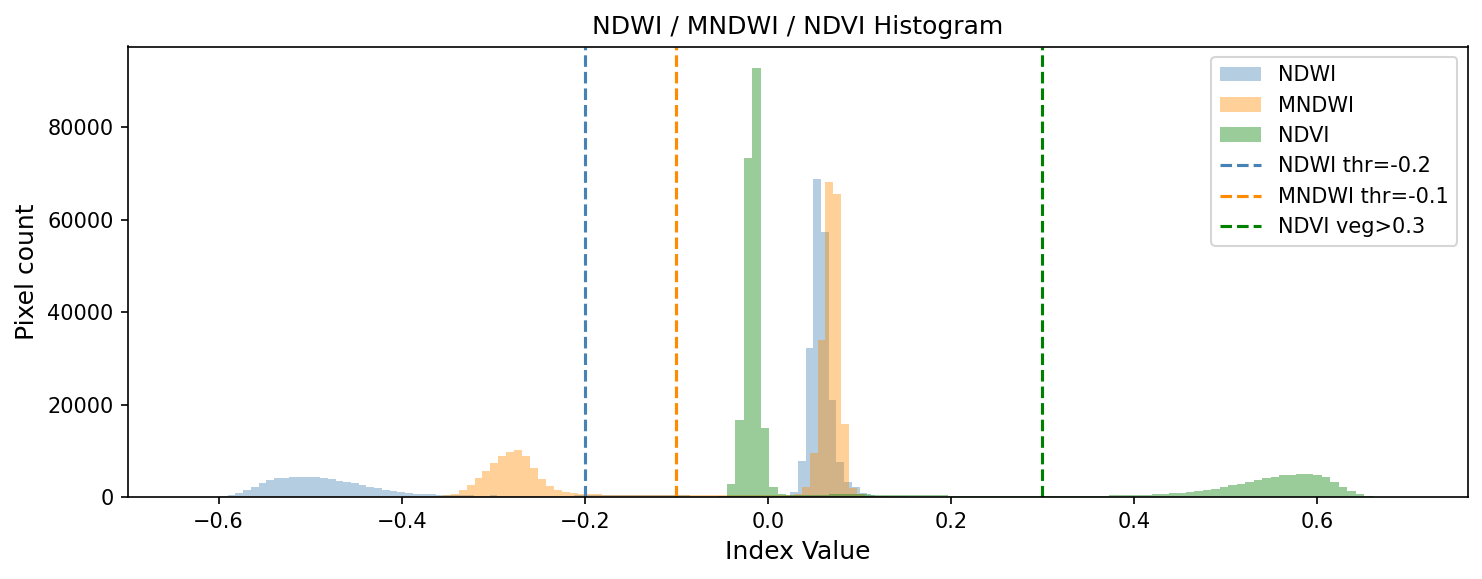 NDWI / MNDWI / NDVI Histogram
Pixel count
80000
60000
40000
20000
0
−0.6
−0.4
−0.2
0.0
0.2
0.4
0.6
Index Value
NDWI
MNDWI
NDVI
NDWI thr=-0.2
MNDWI thr=-0.1
NDVI veg>0.3